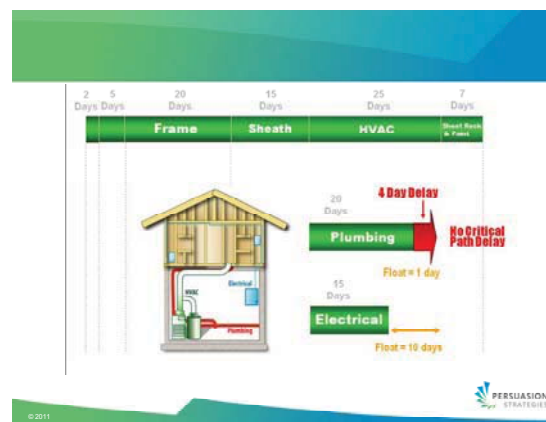 2 5 20 15 25 7
Days Days Days Days Days Days
Frame Sheath HVAC Sheet Rock
& Paint
20
Days
4 Day Delay
Plumbing
No Critical
Path Delay
Float = 1 day
15
Days
Electrical
Float = 10 days
Electrical
HVAC
Plumbing
PERSUASION
STRATEGIES
© 2011